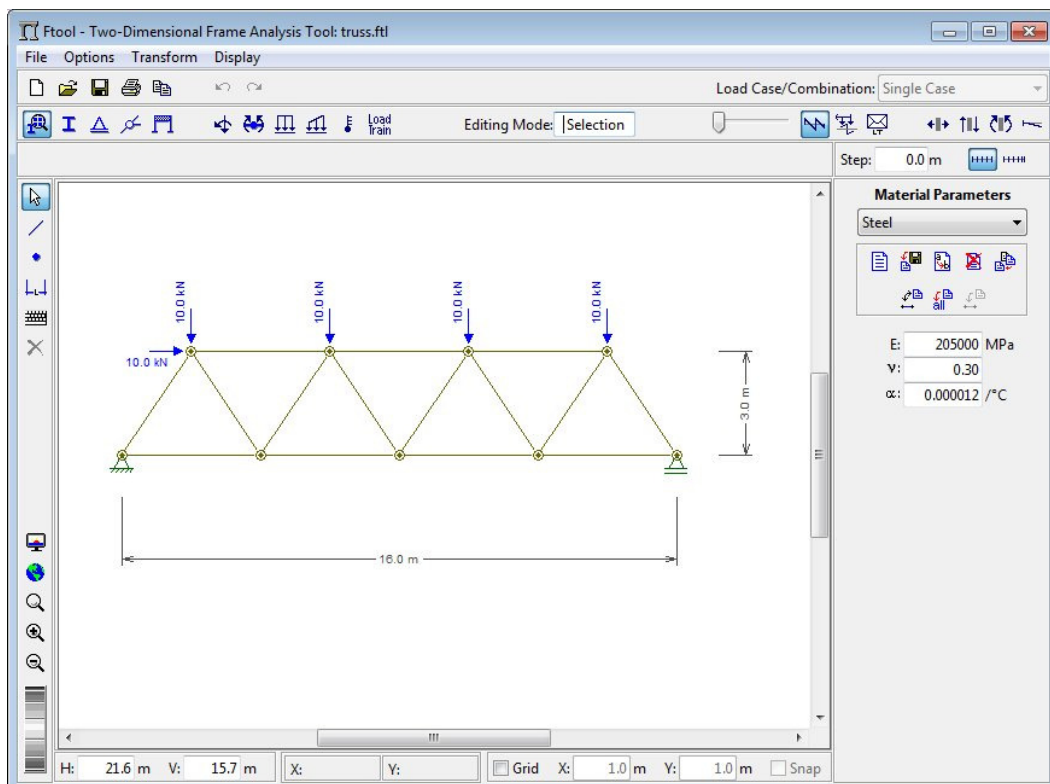 Ftool - Two-Dimensional Frame Analysis Tool: truss.ftl
File Options Transform Display
Load Case/Combination: Single Case
Load Train
Editing Mode: Selection
Step: 0.0 m
Material Parameters
Steel
all
E: 205000 MPa
ν: 0.30
α: 0.000012 /°C
10.0 kN 10.0 kN 10.0 kN 10.0 kN
10.0 kN
3.0 m
16.0 m
H: 21.6 m V: 15.7 m X: Y: Grid X: 1.0 m Y: 1.0 m Snap